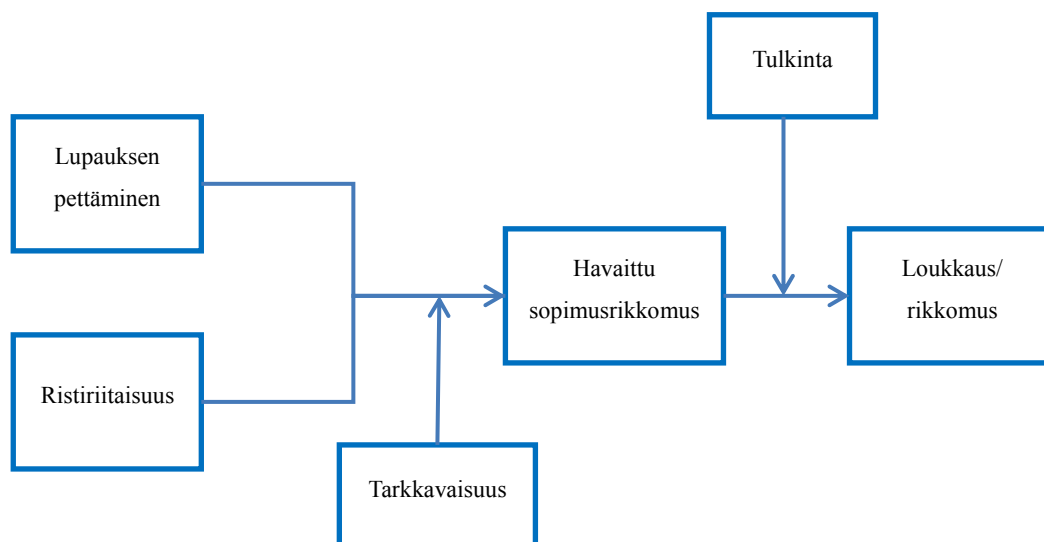 Tulkinta
Lupauksen
pettäminen
Havaittu
sopimusrikkomus
Loukkaus/
rikkomus
Ristiriitaisuus
Tarkkavaisuus